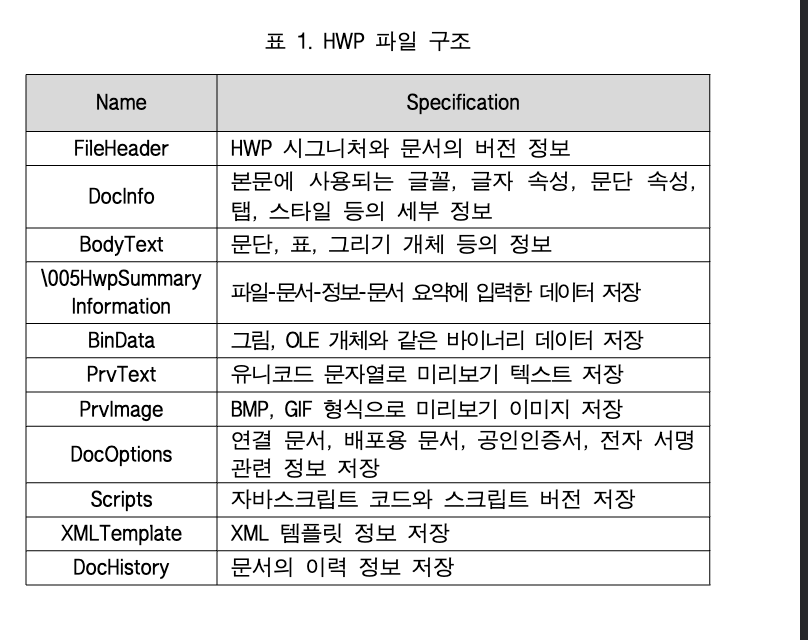 표 1. HWP 파일 구조
Name
Specification
FileHeader
HWP 시그니처와 문서의 버전 정보
DocInfo
본문에 사용되는 글꼴, 글자 속성, 문단 속성,
탭, 스타일 등의 세부 정보
BodyText
문단, 표, 그리기 개체 등의 정보
\005HwpSummary
Information
파일-문서-정보-문서 요약에 입력한 데이터 저장
BinData
그림, OLE 개체와 같은 바이너리 데이터 저장
PrvText
유니코드 문자열로 미리보기 텍스트 저장
PrvImage
BMP, GIF 형식으로 미리보기 이미지 저장
DocOptions
연결 문서, 배포용 문서, 공인인증서, 전자 서명
관련 정보 저장
Scripts
자바스크립트 코드와 스크립트 버전 저장
XMLTemplate
XML 템플릿 정보 저장
DocHistory
문서의 이력 정보 저장